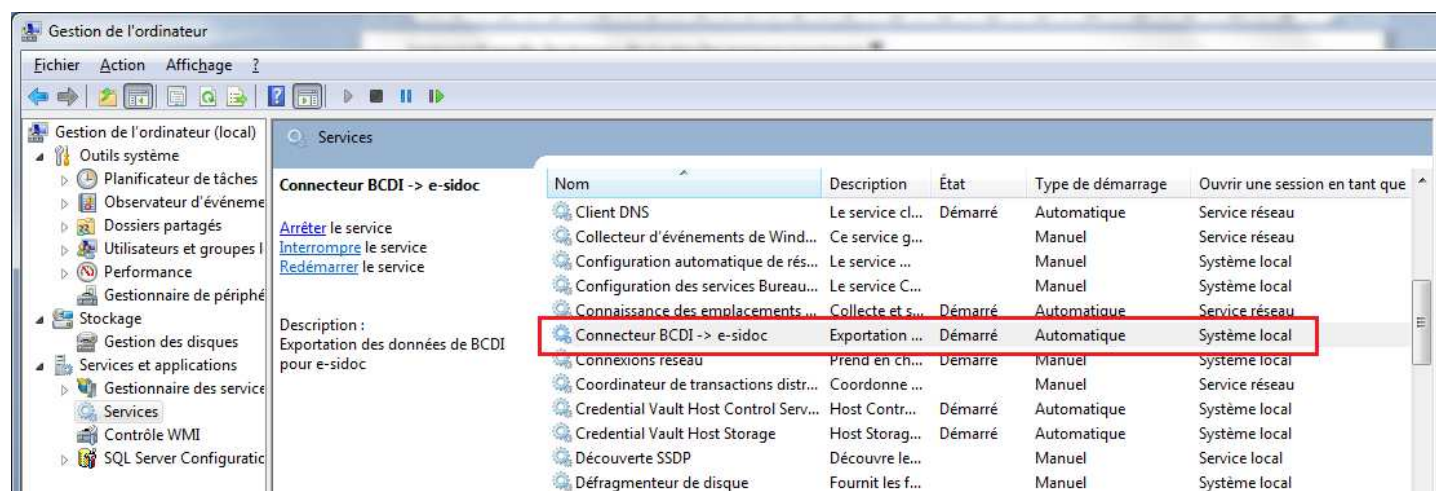 Gestion de l'ordinateur
Fichier Action Affichage ?
Gestion de l'ordinateur (local)
Outils système
Planificateur de tâches
Observateur d'événeme
Dossiers partagés
Utilisateurs et groupes l
Performance
Gestionnaire de périphé
Stockage
Gestion des disques
Services et applications
Gestionnaire des service
Services
Contrôle WMI
SQL Server Configuratic
Services
Connecteur BCDI -> e-sidoc
Arrêter le service
Interrompre le service
Redémarrer le service
Description :
Exportation des données de BCDI
pour e-sidoc
Nom Description État Type de démarrage Ouvrir une session en tant que
Client DNS Le service cl... Démarré Automatique Service réseau
Collecteur d'événements de Wind... Ce service g... Manuel Service réseau
Configuration automatique de rés... Le service ... Manuel Système local
Configuration des services Bureau... Le service C... Manuel Système local
Connaissance des emplacements ... Collecte et s... Démarré Automatique Service réseau
Connecteur BCDI -> e-sidoc Exportation ... Démarré Automatique Système local
Connexions réseau Prend en ch... Démarré Manuel Système local
Coordinateur de transactions distr... Coordonne ... Manuel Service réseau
Credential Vault Host Control Serv... Host Contr... Démarré Automatique Système local
Credential Vault Host Storage Host Storag... Démarré Automatique Système local
Découverte SSDP Découvre le... Manuel Service local
Défragmenteur de disque Fournit les f... Manuel Système local